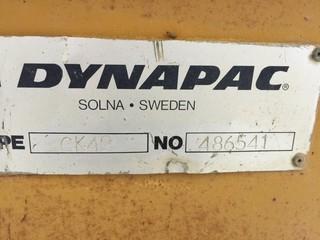 DYNAPAC®
SOLNA • SWEDEN
PE NO 486541